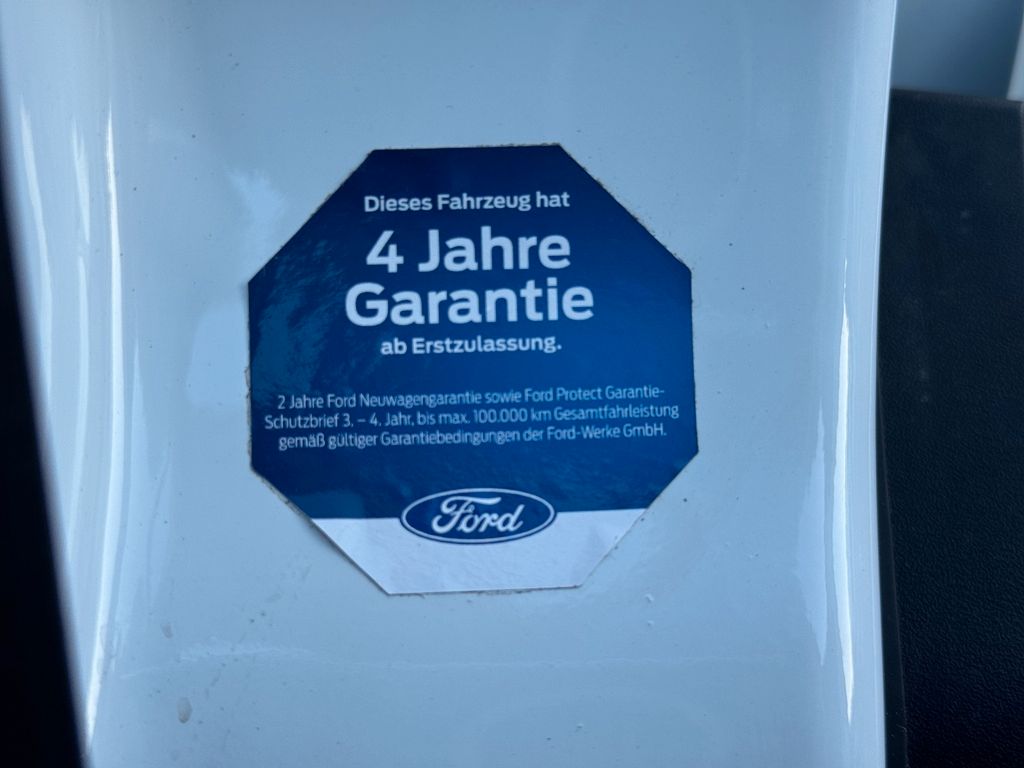 Dieses Fahrzeug hat
4 Jahre
Garantie
ab Erstzulassung.
2 Jahre Ford Neuwagengarantie sowie Ford Protect Garantie-
Schutzbrief 3. – 4. Jahr, bis max. 100.000 km Gesamtfahrleistung
gemäß gültiger Garantiebedingungen der Ford-Werke GmbH.
Ford